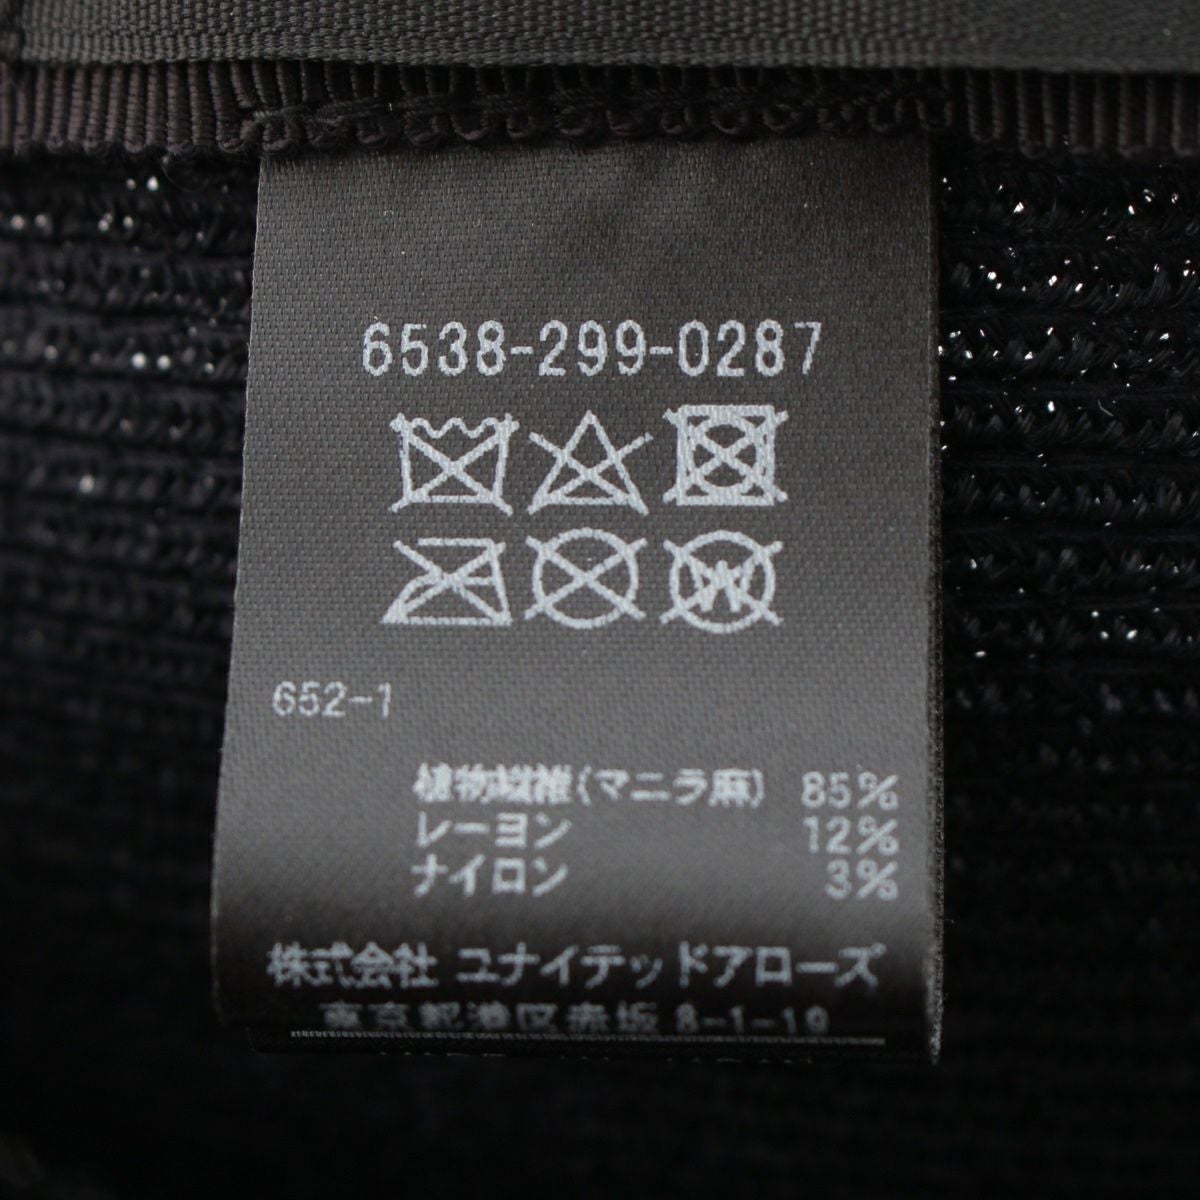 6538-299-0287
W
652-1
植物繊維(マニラ麻) 85%
レーヨン 12%
ナイロン 3%
株式会社 ユナイテッドアローズ
東京都港区赤坂 8-1-19